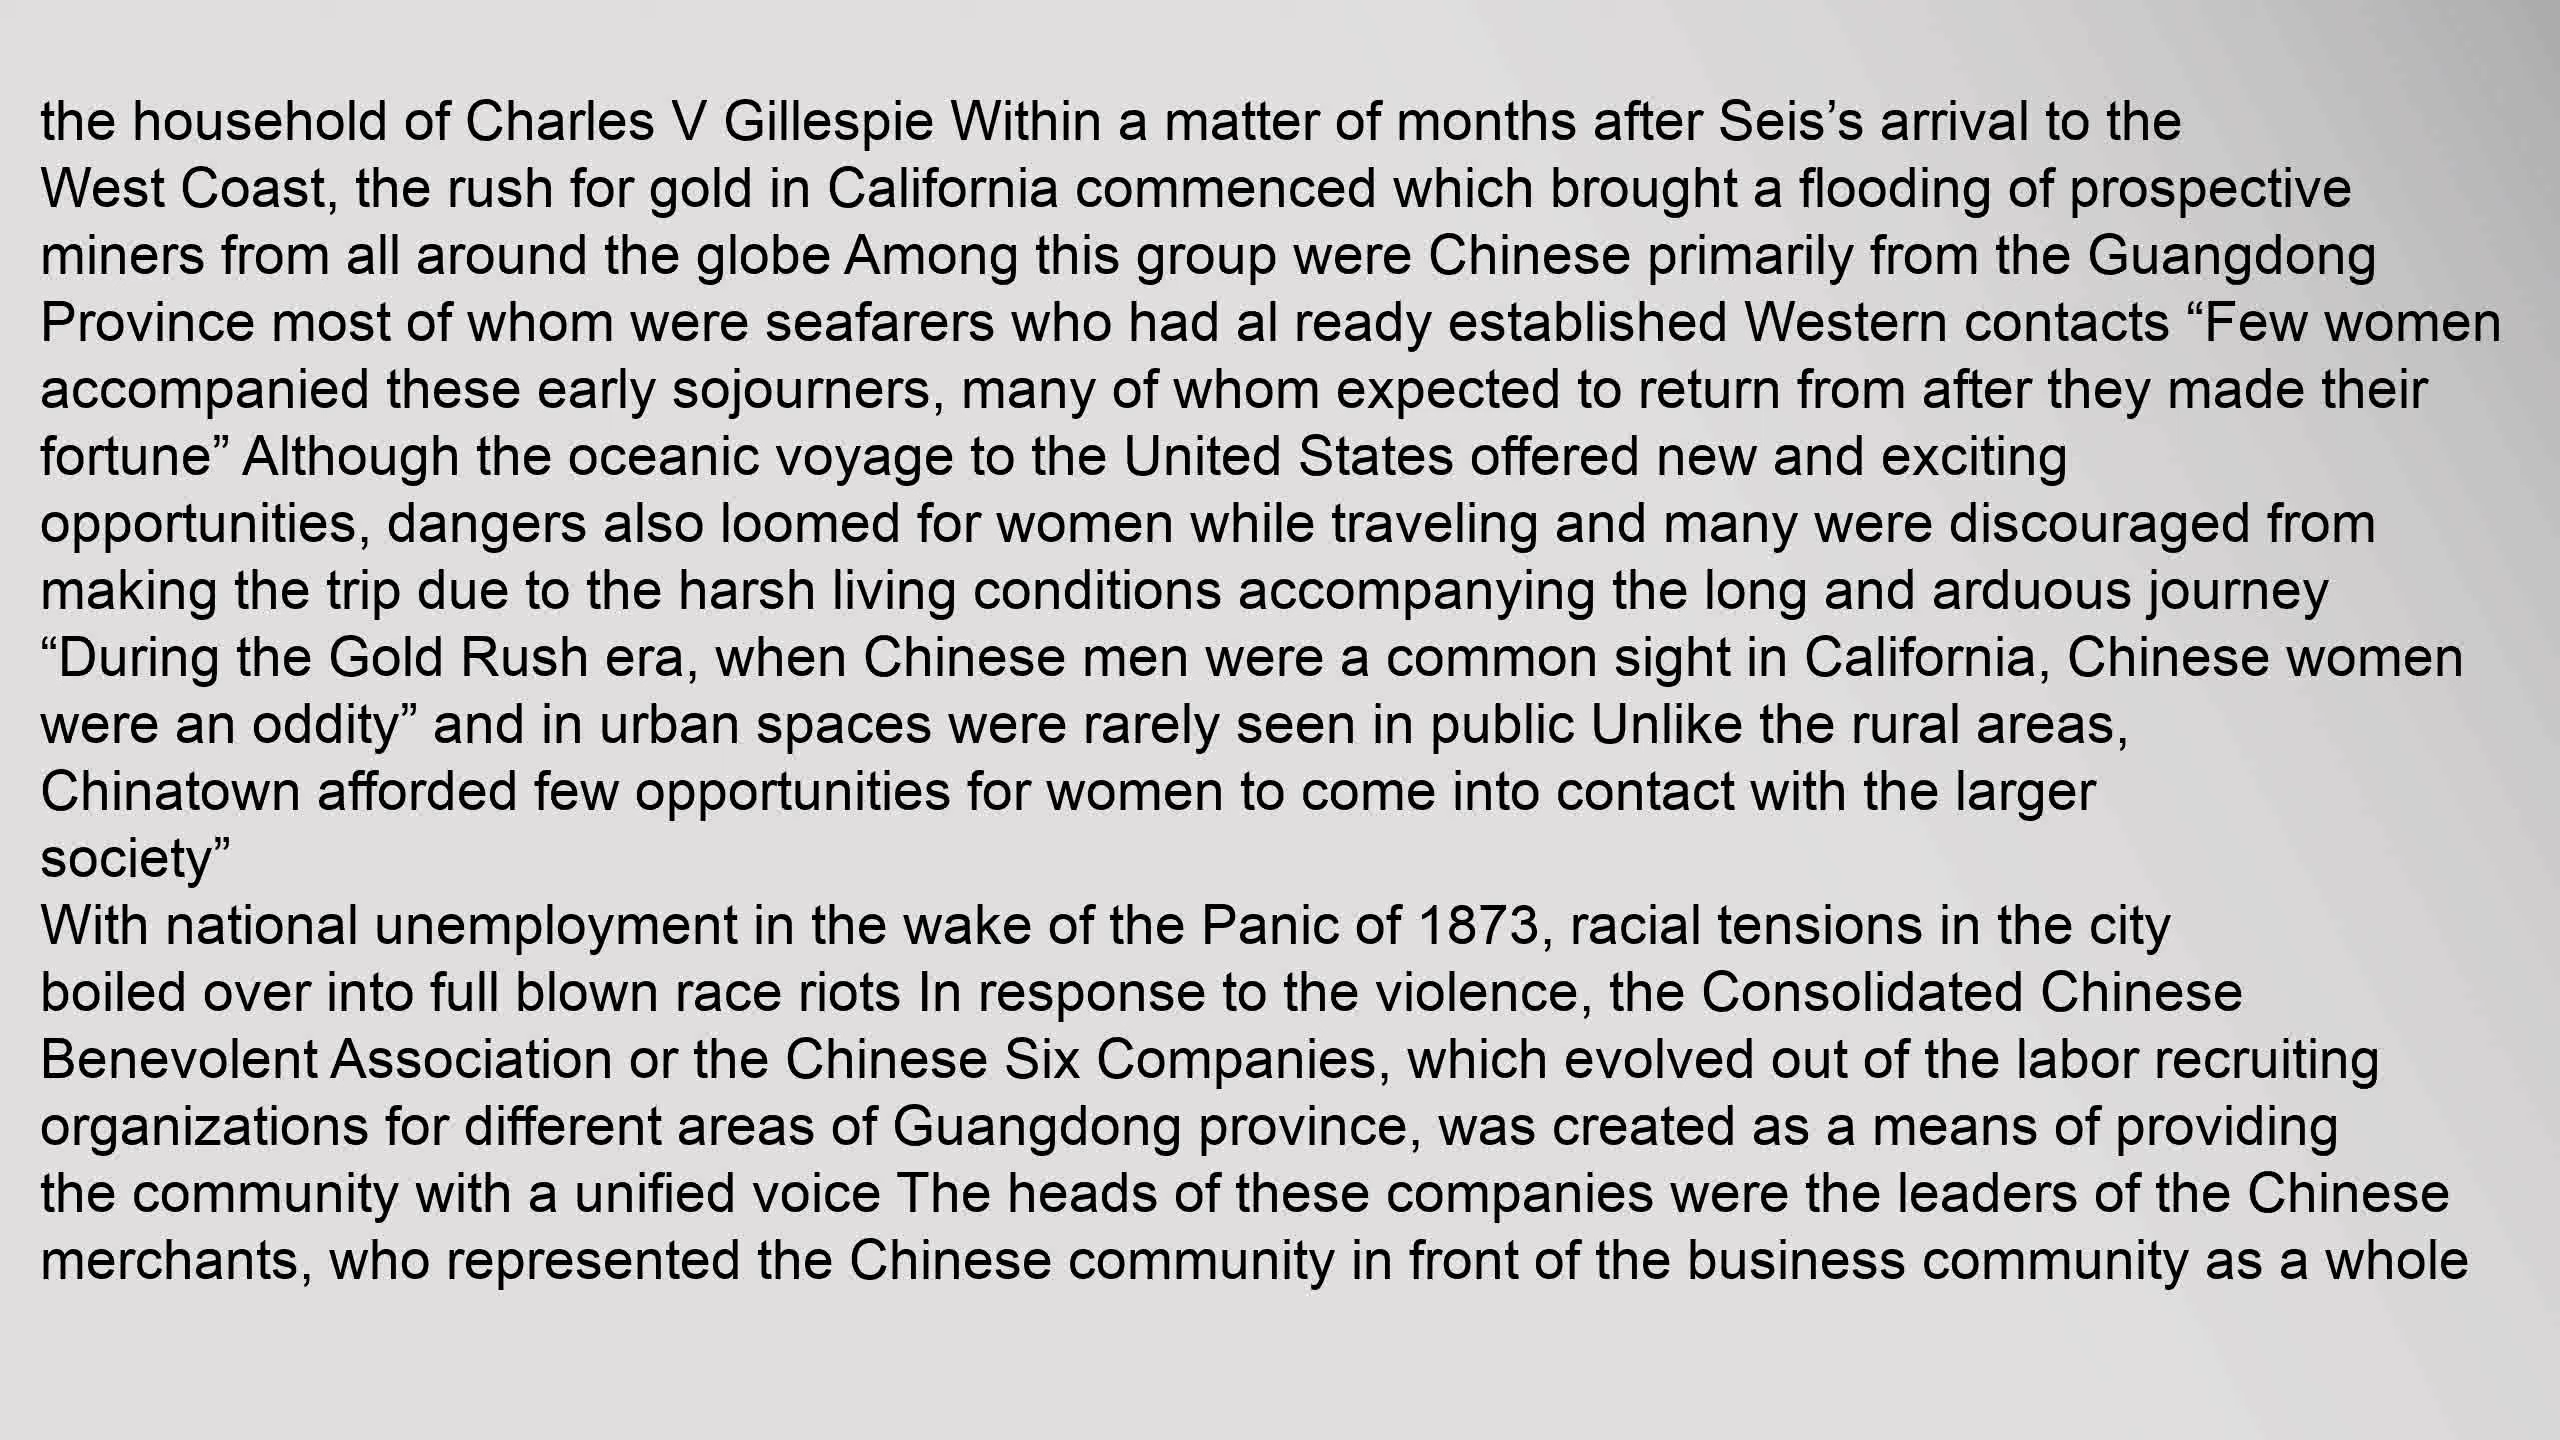 the household of Charles V Gillespie Within a matter of months after Seis’s arrival to the
West Coast, the rush for gold in California commenced which brought a flooding of prospective
miners from all around the globe Among this group were Chinese primarily from the Guangdong
Province most of whom were seafarers who had al ready established Western contacts “Few women
accompanied these early sojourners, many of whom expected to return from after they made their
fortune” Although the oceanic voyage to the United States offered new and exciting
opportunities, dangers also loomed for women while traveling and many were discouraged from
making the trip due to the harsh living conditions accompanying the long and arduous journey
“During the Gold Rush era, when Chinese men were a common sight in California, Chinese women
were an oddity” and in urban spaces were rarely seen in public Unlike the rural areas,
Chinatown afforded few opportunities for women to come into contact with the larger
society”
With national unemployment in the wake of the Panic of 1873, racial tensions in the city
boiled over into full blown race riots In response to the violence, the Consolidated Chinese
Benevolent Association or the Chinese Six Companies, which evolved out of the labor recruiting
organizations for different areas of Guangdong province, was created as a means of providing
the community with a unified voice The heads of these companies were the leaders of the Chinese
merchants, who represented the Chinese community in front of the business community as a whole